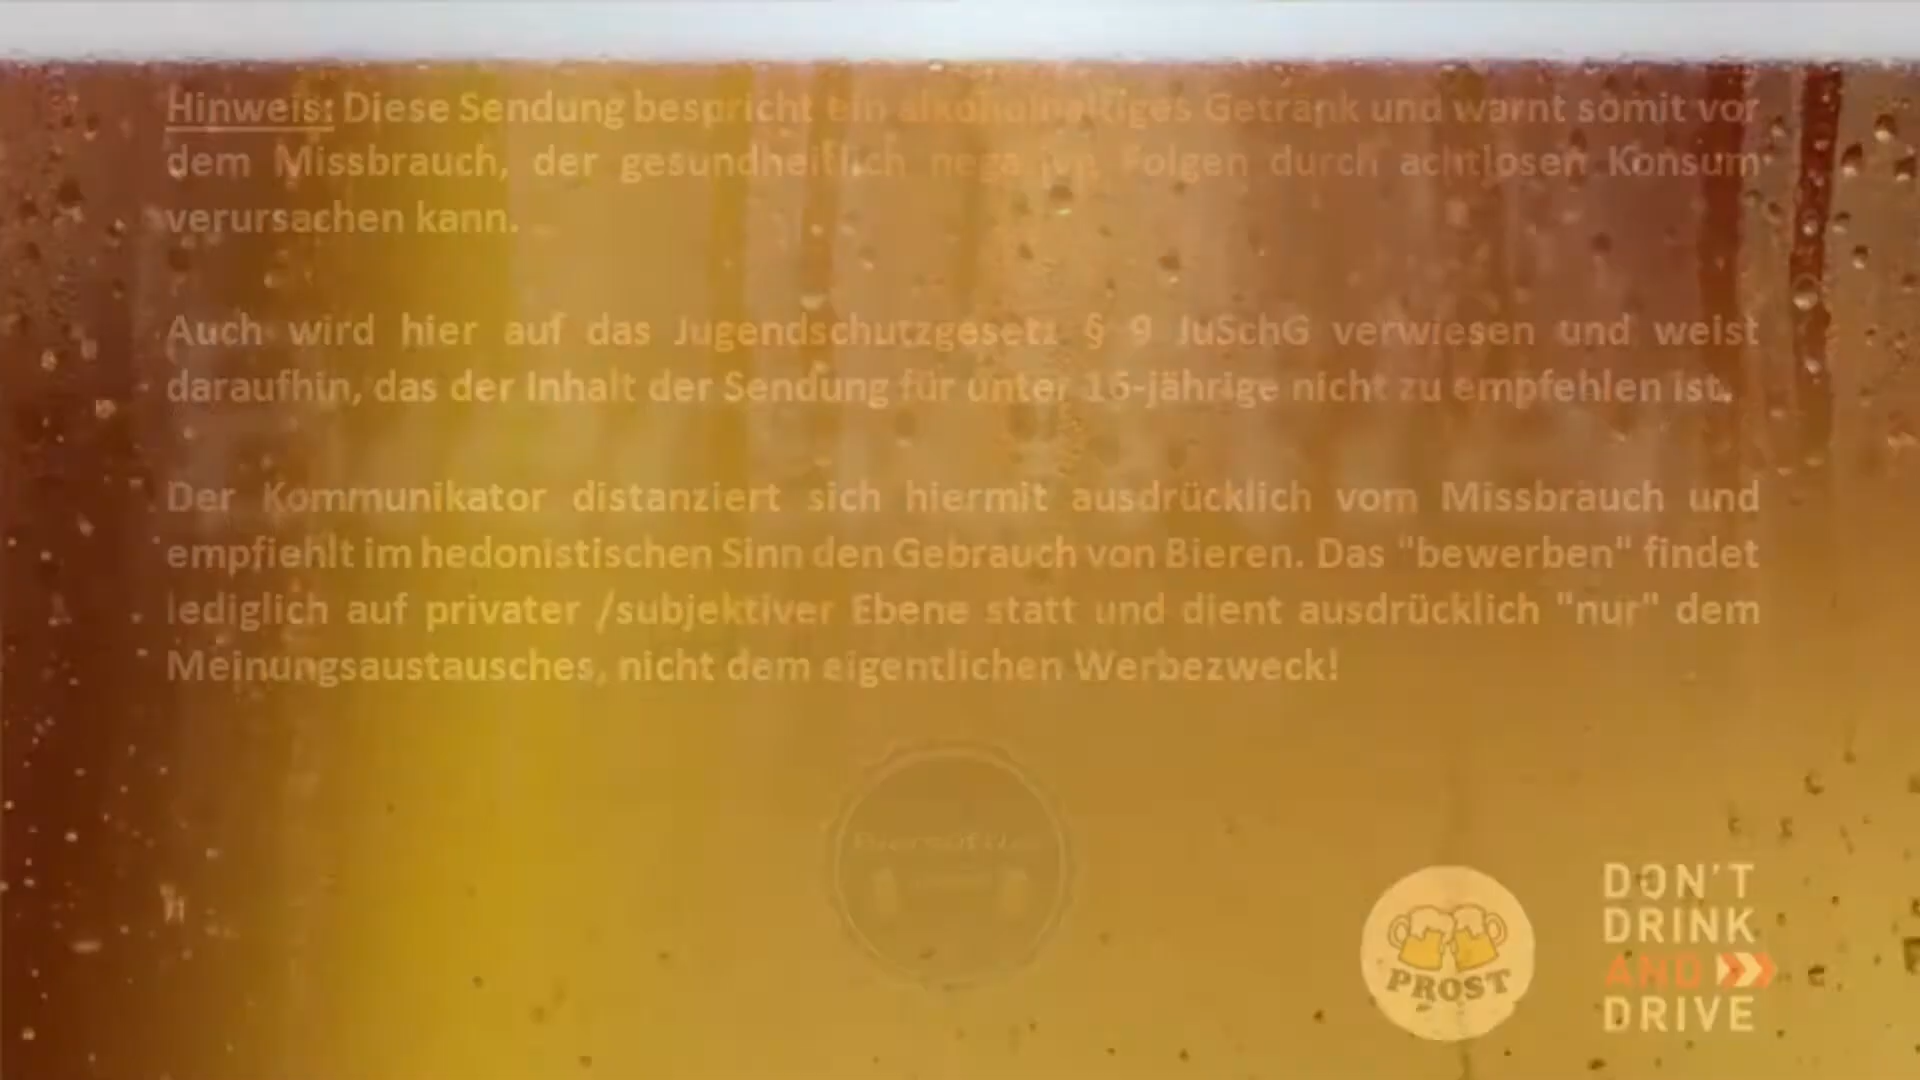 Hinweis: Diese Sendung bespricht ein alkoholhaltiges Getränk und warnt somit vor
dem Missbrauch, der gesundheitlich negativen Folgen durch achtlosen Konsum
verursachen kann.
Auch wird hier auf das Jugendschutzgesetz § 9 JuSchG verwiesen und weist
daraufhin, das der Inhalt der Sendung für unter 16-jährige nicht zu empfehlen ist.
Der Kommunikator distanziert sich hiermit ausdrücklich vom Missbrauch und
empfiehlt im hedonistischen Sinn den Gebrauch von Bieren. Das "bewerben" findet
lediglich auf privater /subjektiver Ebene statt und dient ausdrücklich "nur" dem
Meinungsaustausches, nicht dem eigentlichen Werbezweck!
PROST
DON'T
DRINK
AND
DRIVE